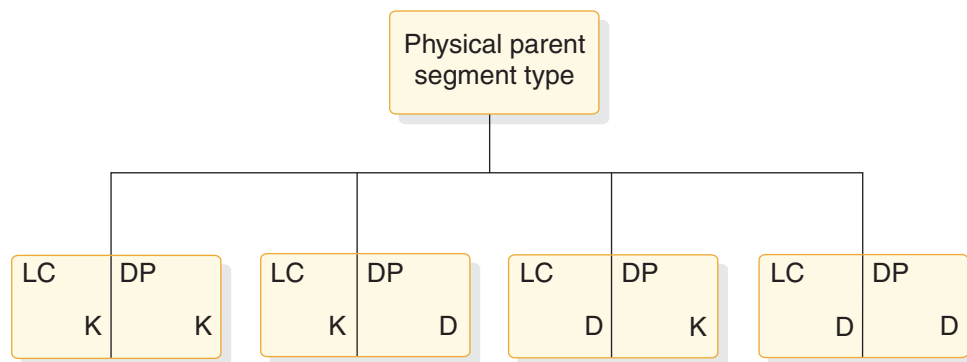 Physical parent
segment type
LC DP
K K
LC DP
K D
LC DP
D K
LC DP
D D